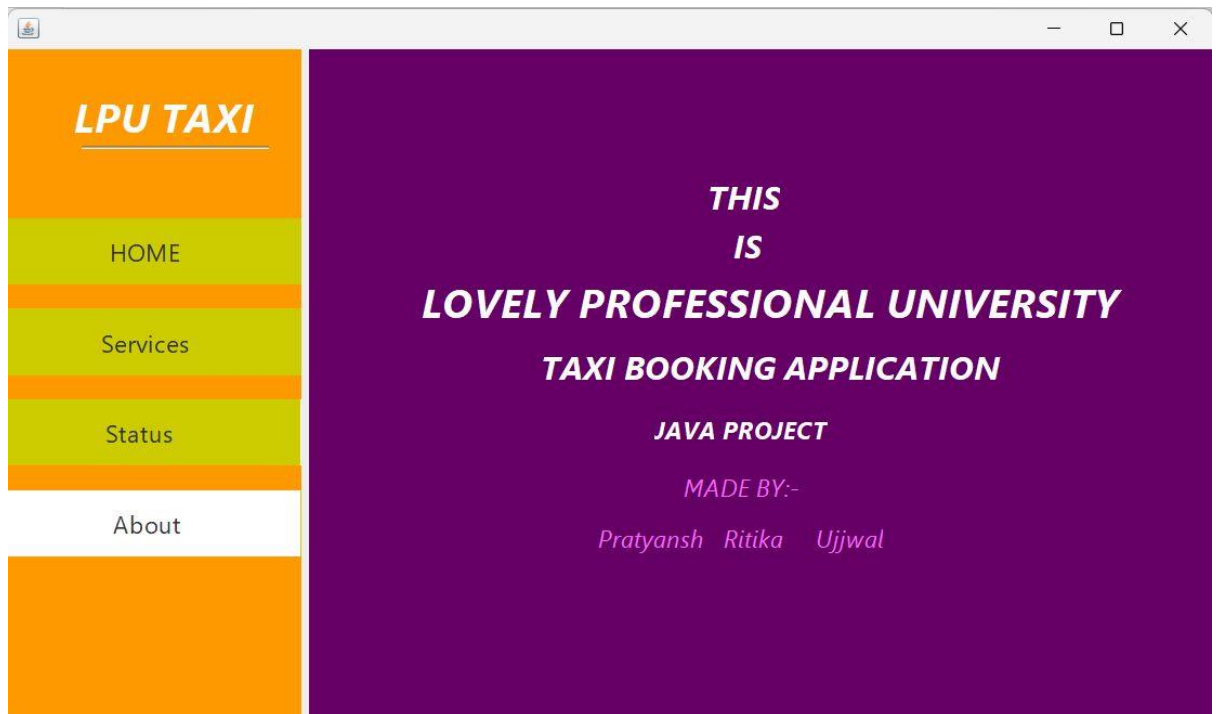 LPU TAXI
HOME
Services
Status
About
THIS
IS
LOVELY PROFESSIONAL UNIVERSITY
TAXI BOOKING APPLICATION
JAVA PROJECT
MADE BY:-
Pratyansh Ritika Ujjwal